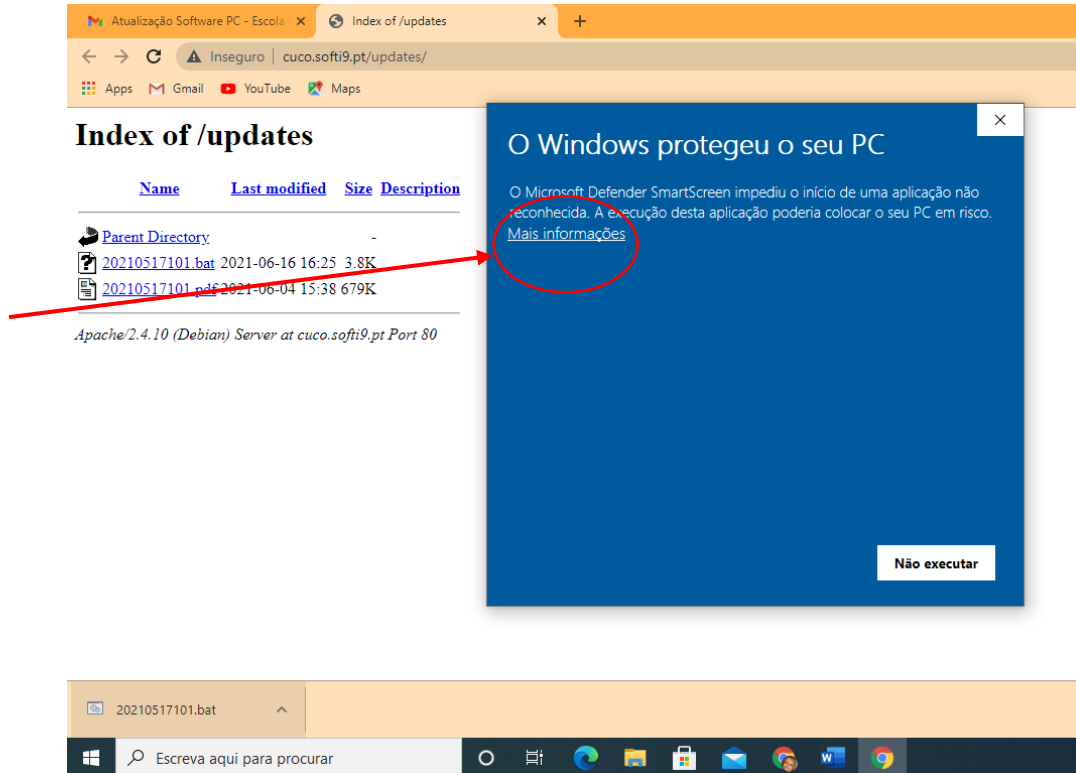 Atualização Software PC - Escola
Index of /updates
Inseguro | cuco.softi9.pt/updates/
Apps Gmail YouTube Maps
Index of /updates
Name Last modified Size Description
Parent Directory -
20210517101.bat 2021-06-16 16:25 3.8K
20210517101.pdf 2021-06-04 15:38 679K
Apache/2.4.10 (Debian) Server at cuco.softi9.pt Port 80
O Windows protegeu o seu PC
O Microsoft Defender SmartScreen impediu o início de uma aplicação não
reconhecida. A execução desta aplicação poderia colocar o seu PC em risco.
Mais informações
Não executar
20210517101.bat
Escreva aqui para procurar